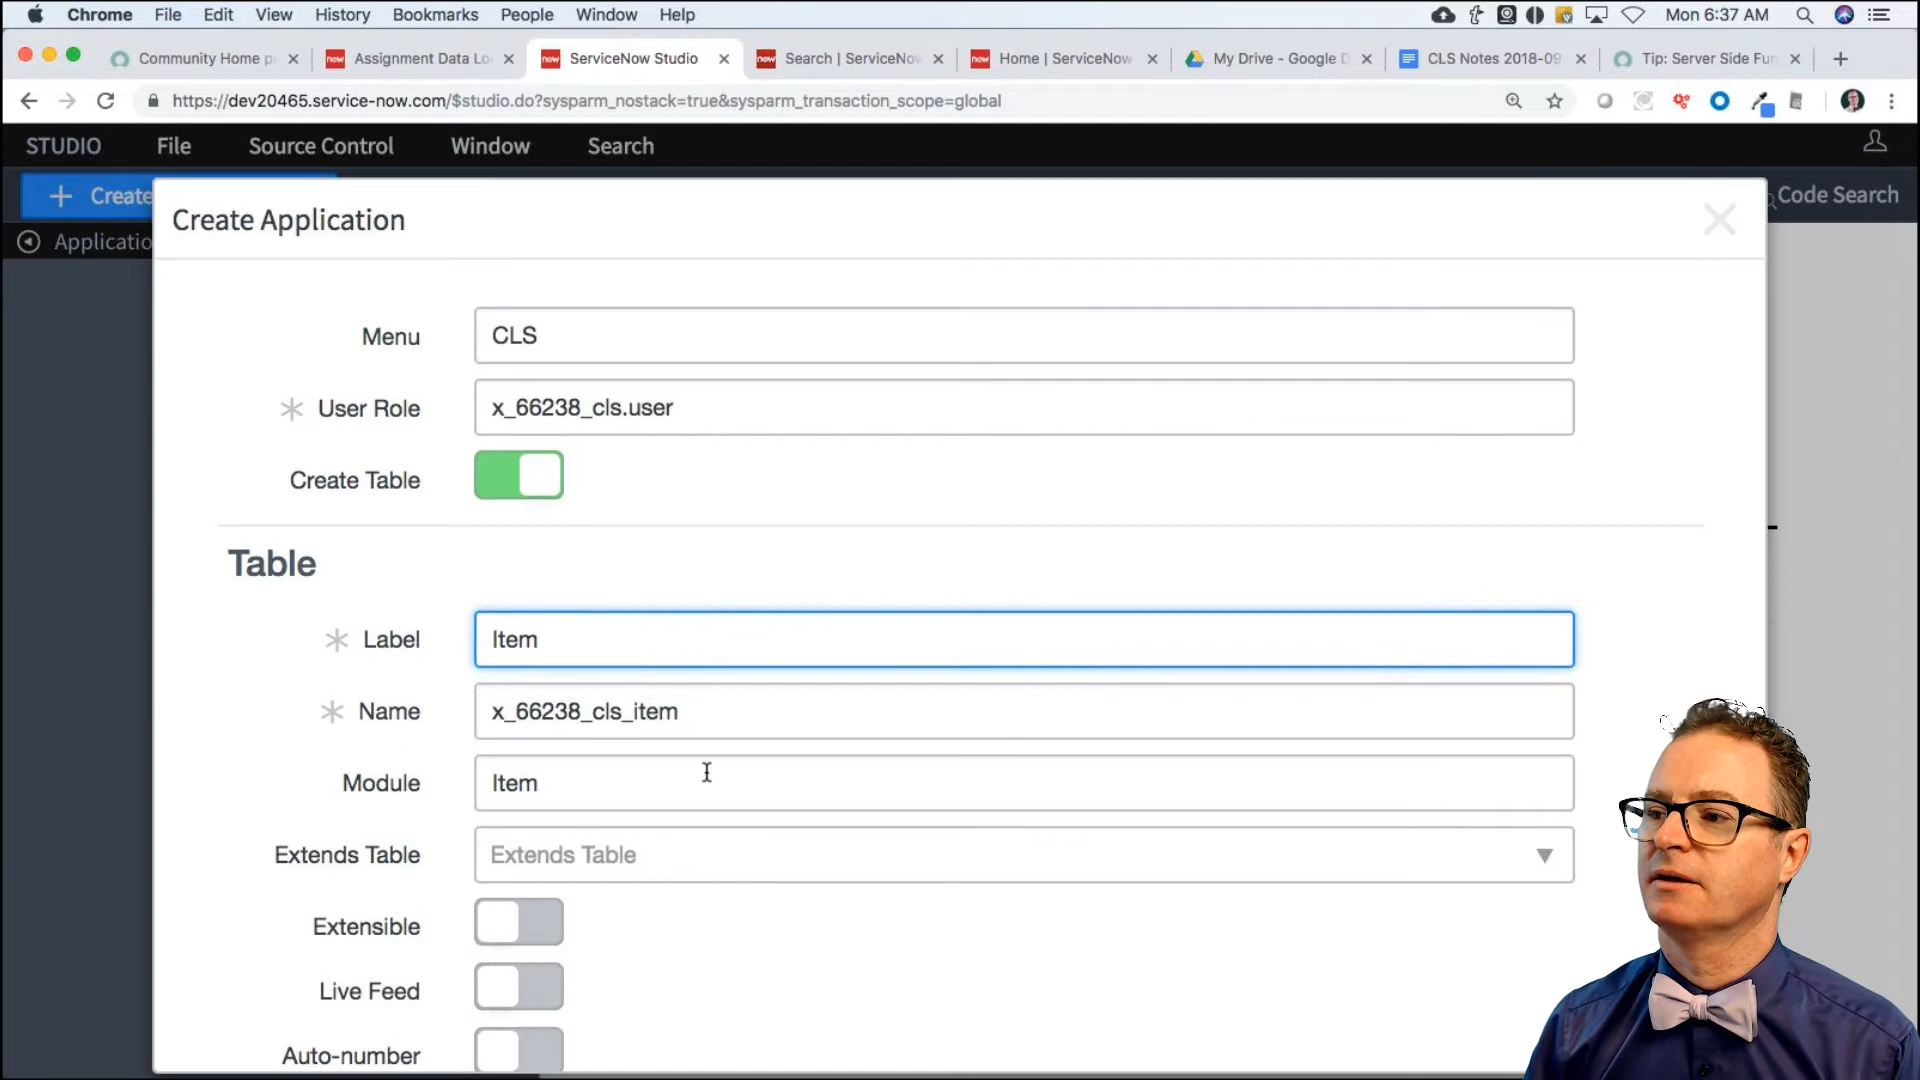 Chrome File Edit View History Bookmarks People Window Help Mon 6:37 AM
Community Home p Assignment Data Lo ServiceNow Studio now Search | ServiceNow now Home | ServiceNow My Drive - Google D CLS Notes 2018-09 Tip: Server Side Fun
https://dev20465.service-now.com/$studio.do?sysparm_nostack=true&sysparm_transaction_scope=global
STUDIO File Source Control Window Search
+ Create
Code Search
Applicatio
Create Application
Menu CLS
* User Role x_66238_cls.user
Create Table
Table
* Label Item
* Name x_66238_cls_item
Module Item
Extends Table Extends Table
Extensible
Live Feed
Auto-number